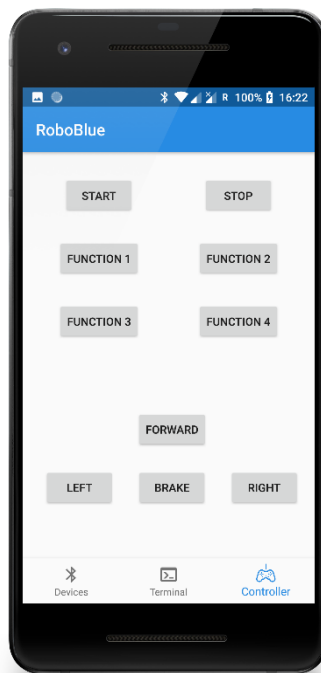 R 100% 16:22
RoboBlue
START STOP
FUNCTION 1 FUNCTION 2
FUNCTION 3 FUNCTION 4
FORWARD
LEFT BRAKE RIGHT
Devices Terminal Controller